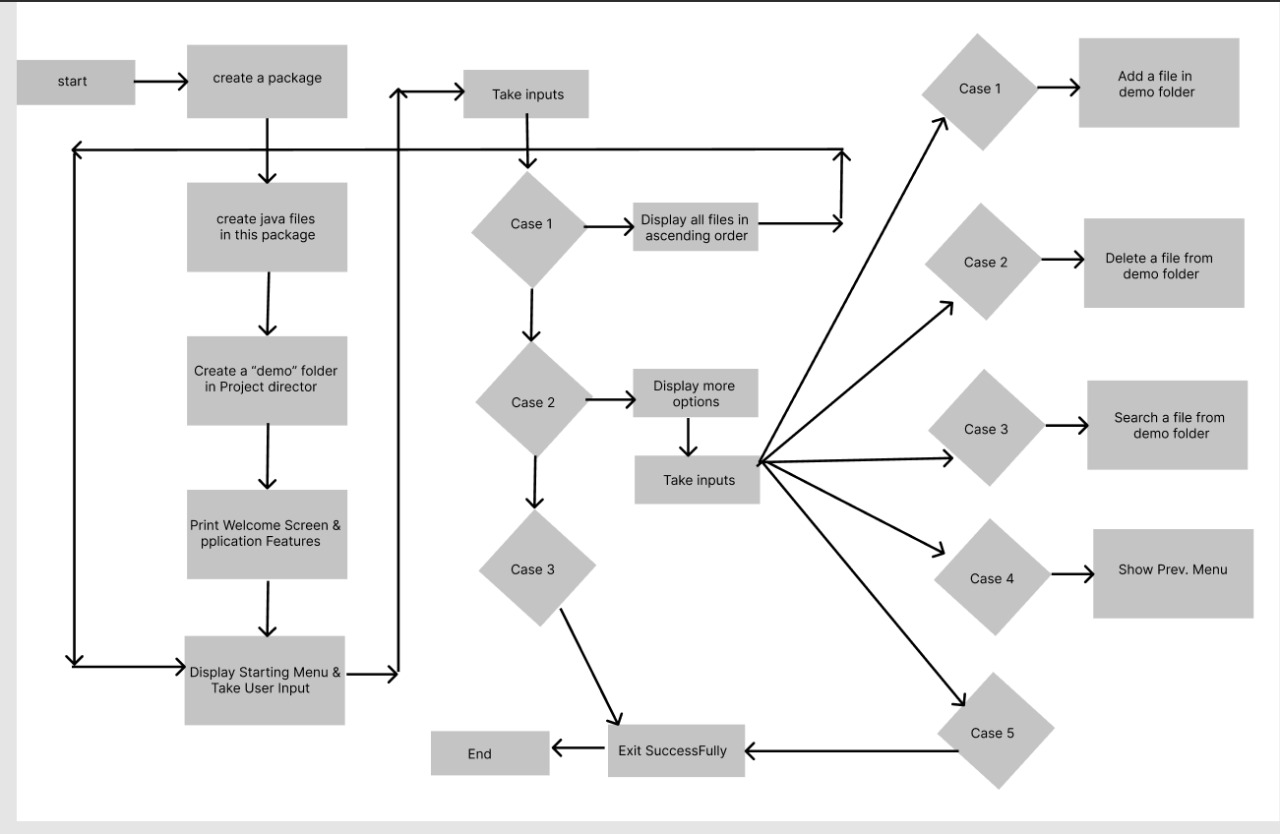 start
create a package
create java files
in this package
Create a “demo” folder
in Project director
Print Welcome Screen &
pplication Features
Display Starting Menu &
Take User Input
Take inputs
Case 1
Display all files in
ascending order
Case 2
Display more
options
Take inputs
Case 3
Exit SuccessFully
End
Case 1
Add a file in
demo folder
Case 2
Delete a file from
demo folder
Case 3
Search a file from
demo folder
Case 4
Show Prev. Menu
Case 5